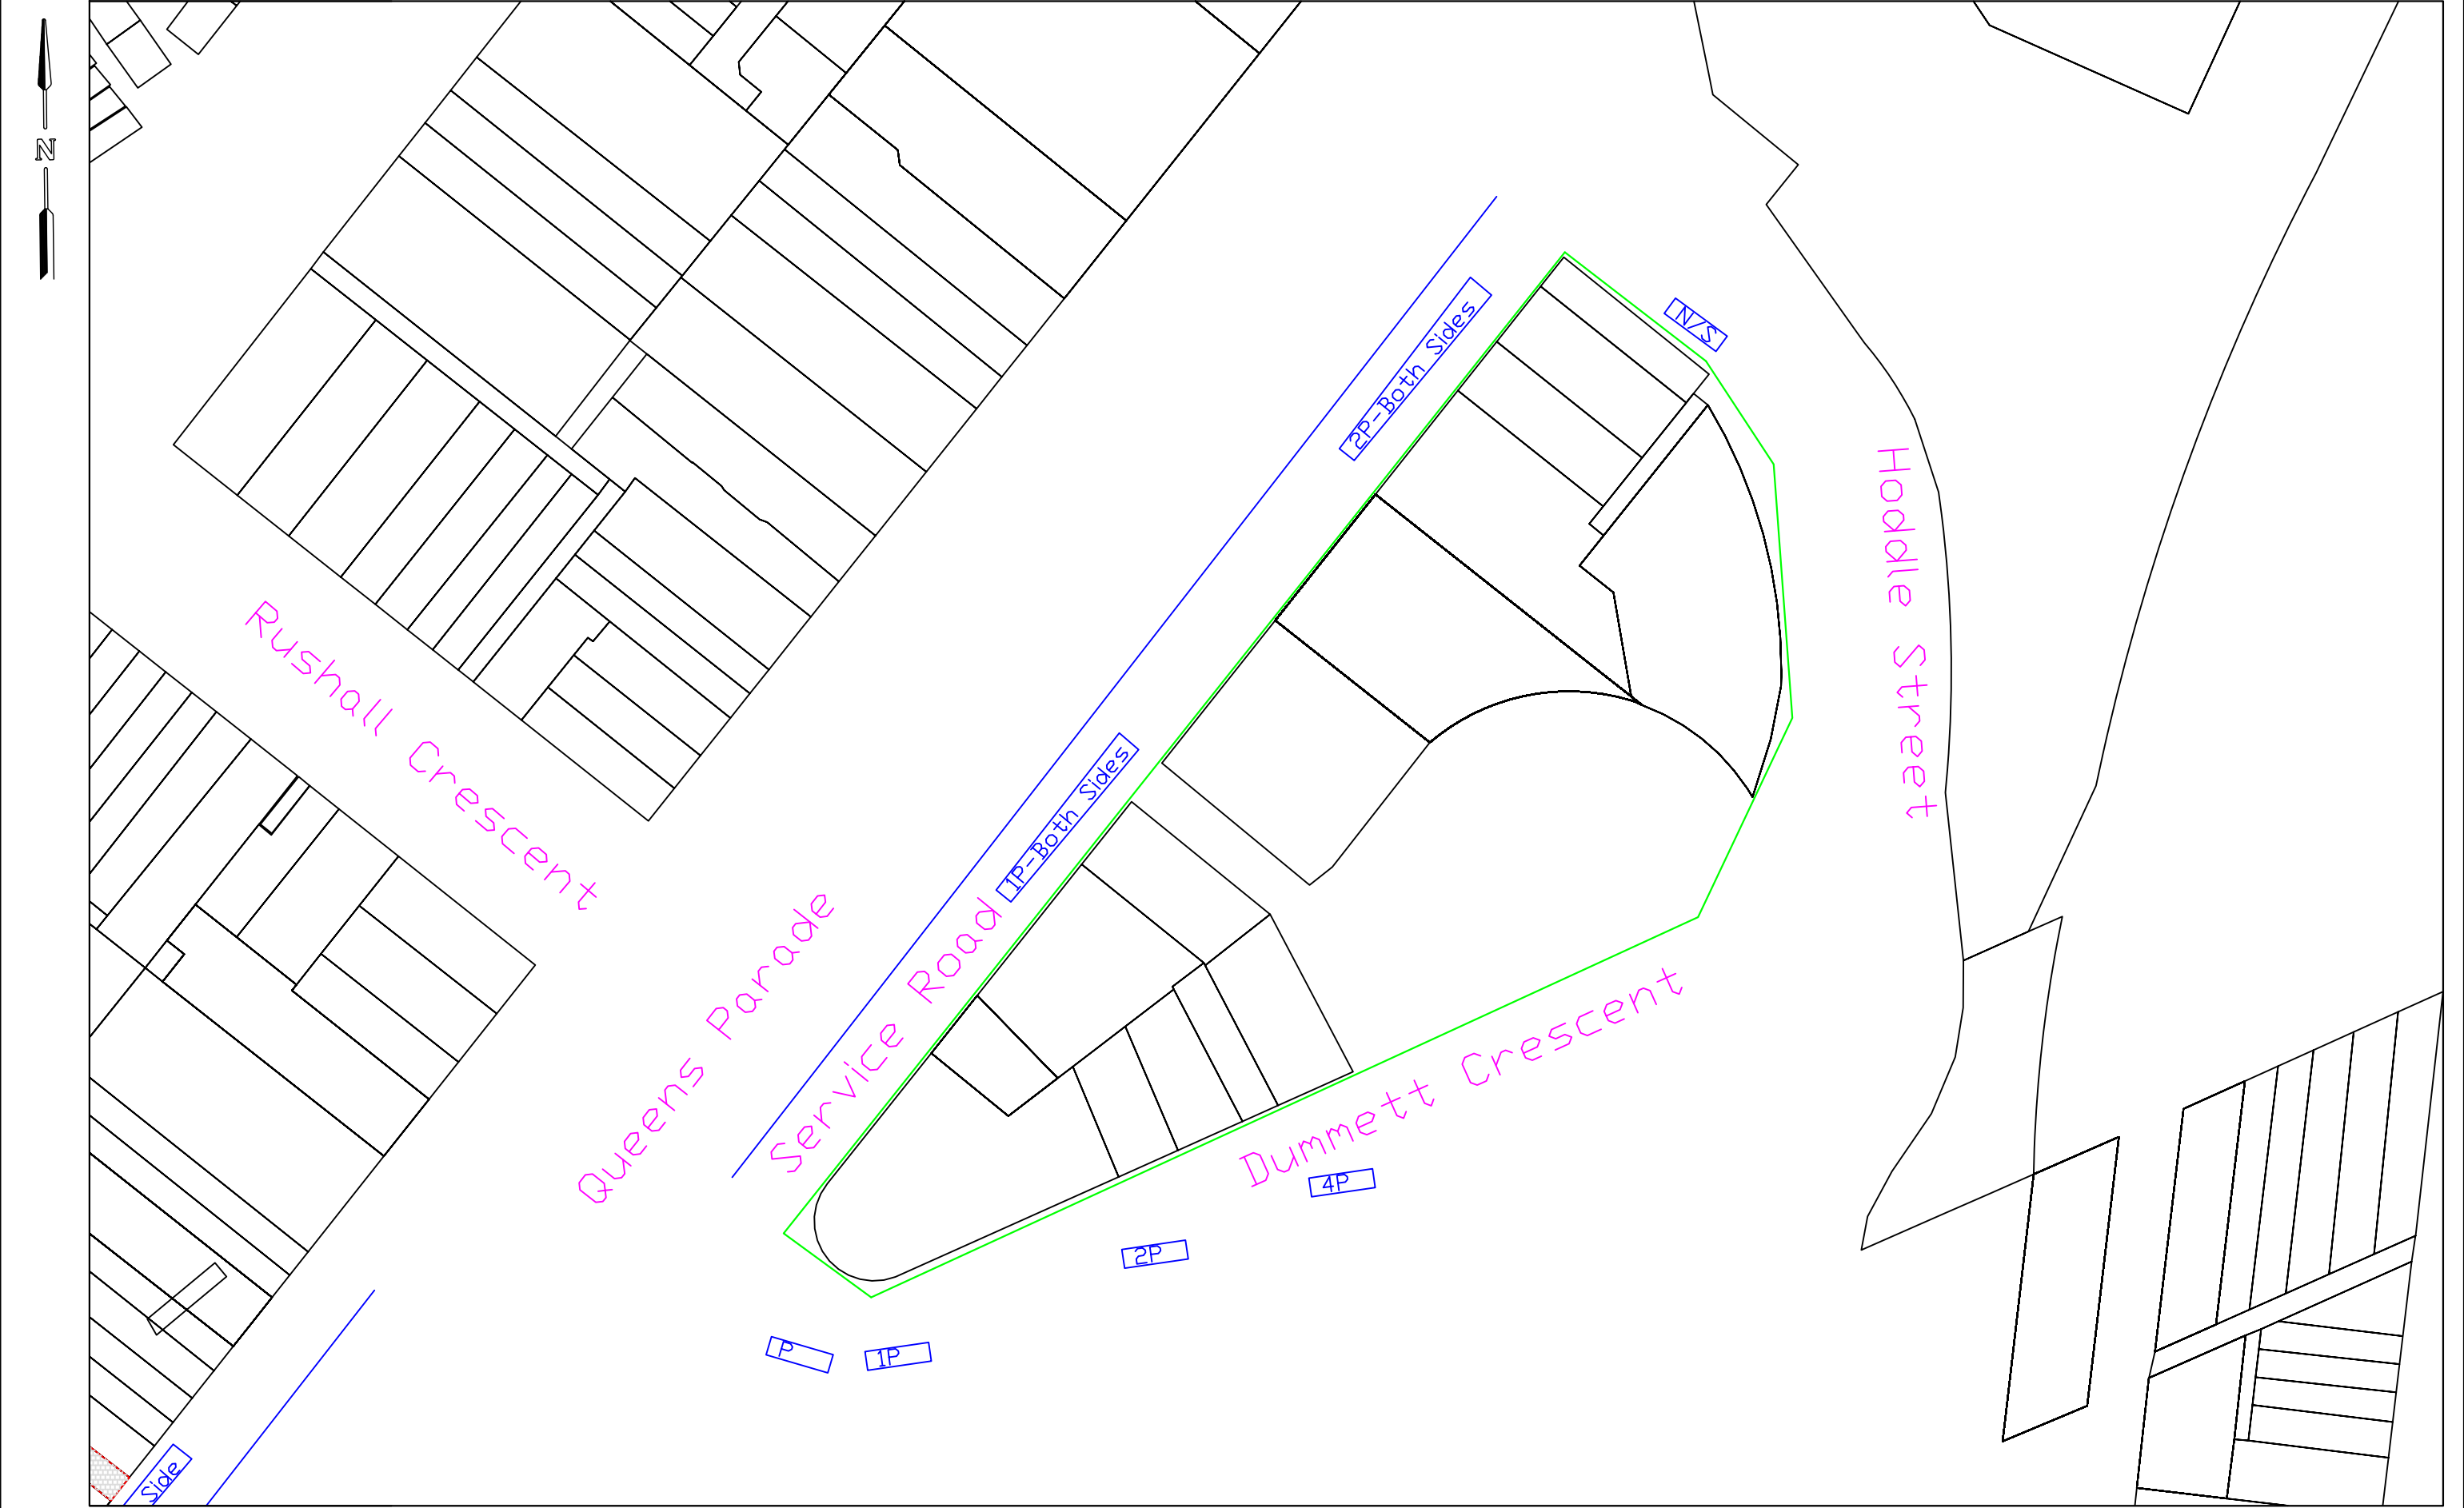 N
N/S
2P-Both Sides
Hoddle Street
Rushall Crescent
1P-Both Sides
Service Road
Queens Parade
Dummett Crescent
4P
2P
P
1P
Side